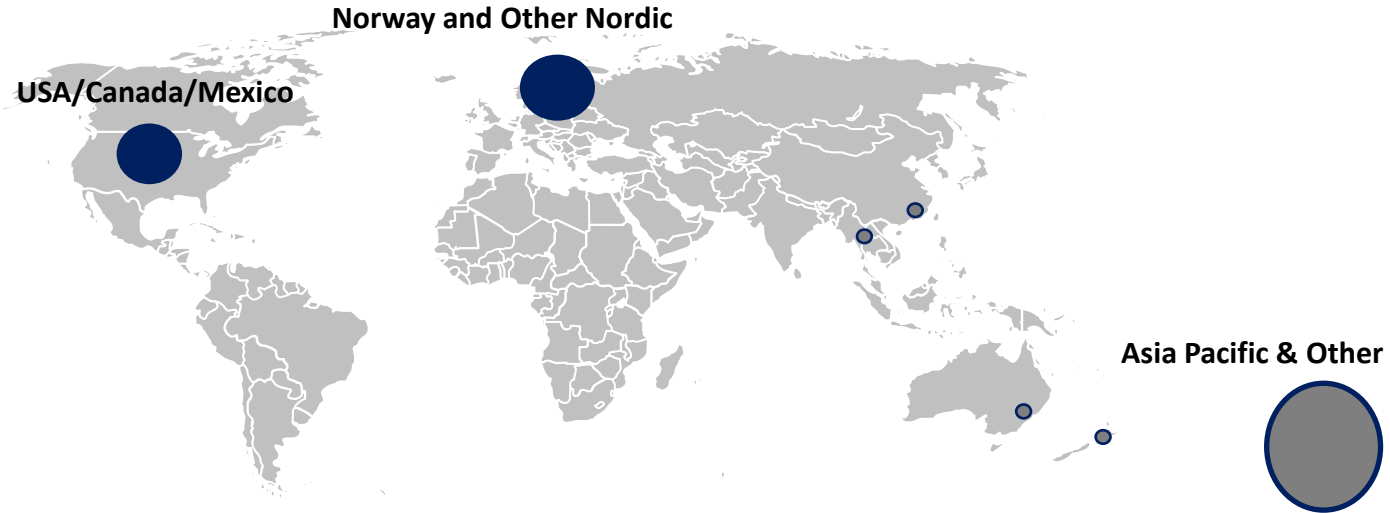 Norway and Other Nordic
USA/Canada/Mexico
Asia Pacific & Other